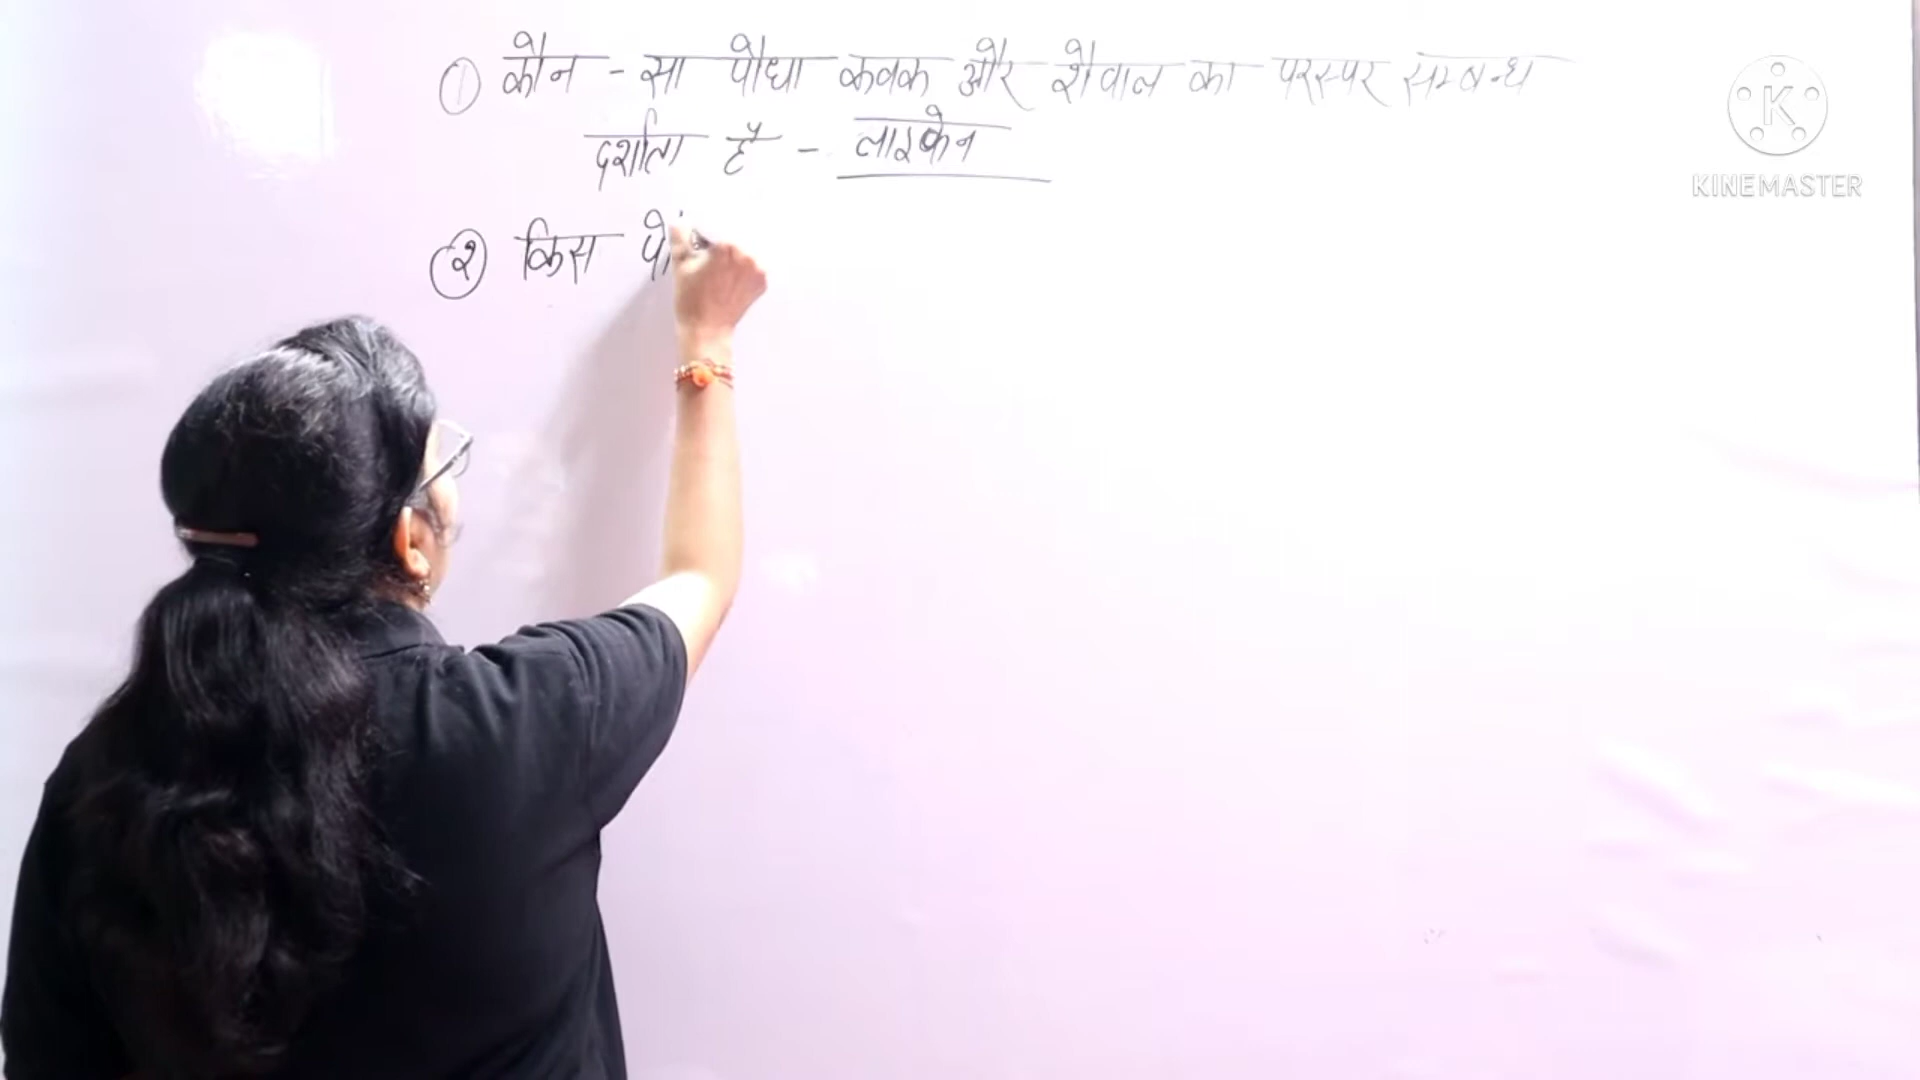 ① कौन - सा पौधा कवक और शैवाल का परस्पर सम्बन्ध
दर्शाता है - लाइकेन
② किस
K
KINEMASTER